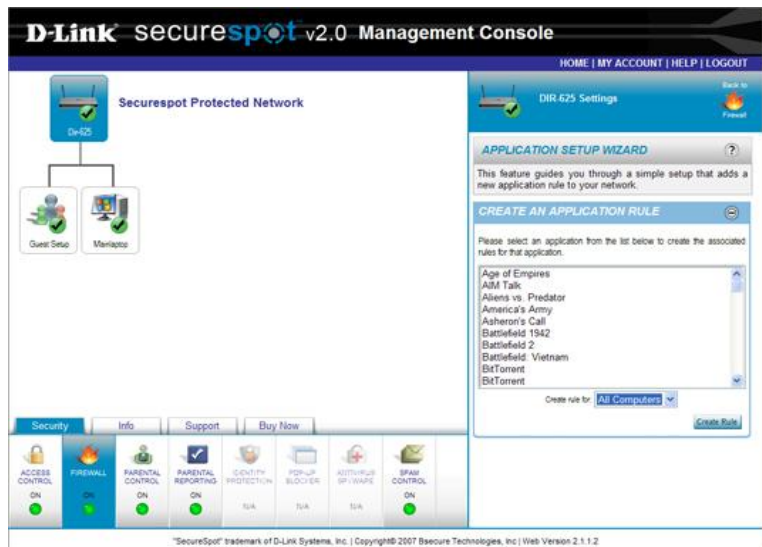 D-Link securespot v2.0 Management Console
HOME | MY ACCOUNT | HELP | LOGOUT
Securespot Protected Network
Dir-625
Guest Setup
Mainlaptop
DIR-625 Settings
Back to
Firewall
APPLICATION SETUP WIZARD
?
This feature guides you through a simple setup that adds a
new application rule to your network.
CREATE AN APPLICATION RULE
Please select an application from the list below to create the associated
rules for that application.
Age of Empires
AIM Talk
Aliens vs. Predator
America's Army
Asheron's Call
Battlefield 1942
Battlefield 2
Battlefield: Vietnam
BitTorrent
BitTorrent
Create rule for: All Computers
Create Rule
Security
Info
Support
Buy Now
ACCESS CONTROL
ON
FIREWALL
ON
PARENTAL CONTROL
ON
PARENTAL REPORTING
ON
IDENTITY PROTECTION
N/A
POP-UP BLOCKER
N/A
ANTIVIRUS SPYWARE
N/A
SPAM CONTROL
ON
"SecureSpot" trademark of D-Link Systems, Inc. | Copyright© 2007 Bsecure Technologies, Inc | Web Version 2.1.1.2